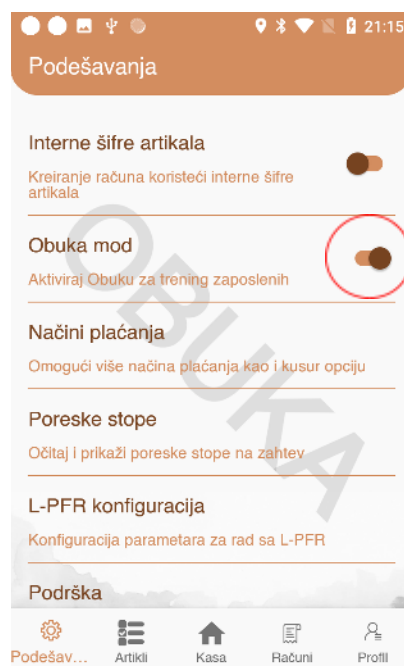 21:15
Podešavanja
Interne šifre artikala
Kreiranje računa koristeći interne šifre
artikala
Obuka mod
Aktiviraj Obuku za trening zaposlenih
OBUKA
Načini plaćanja
Omogući više načina plaćanja kao i kusur opciju
Poreske stope
Očitaj i prikaži poreske stope na zahtev
L-PFR konfiguracija
Konfiguracija parametara za rad sa L-PFR
Podrška
Podešav... Artikli Kasa Računi Profil